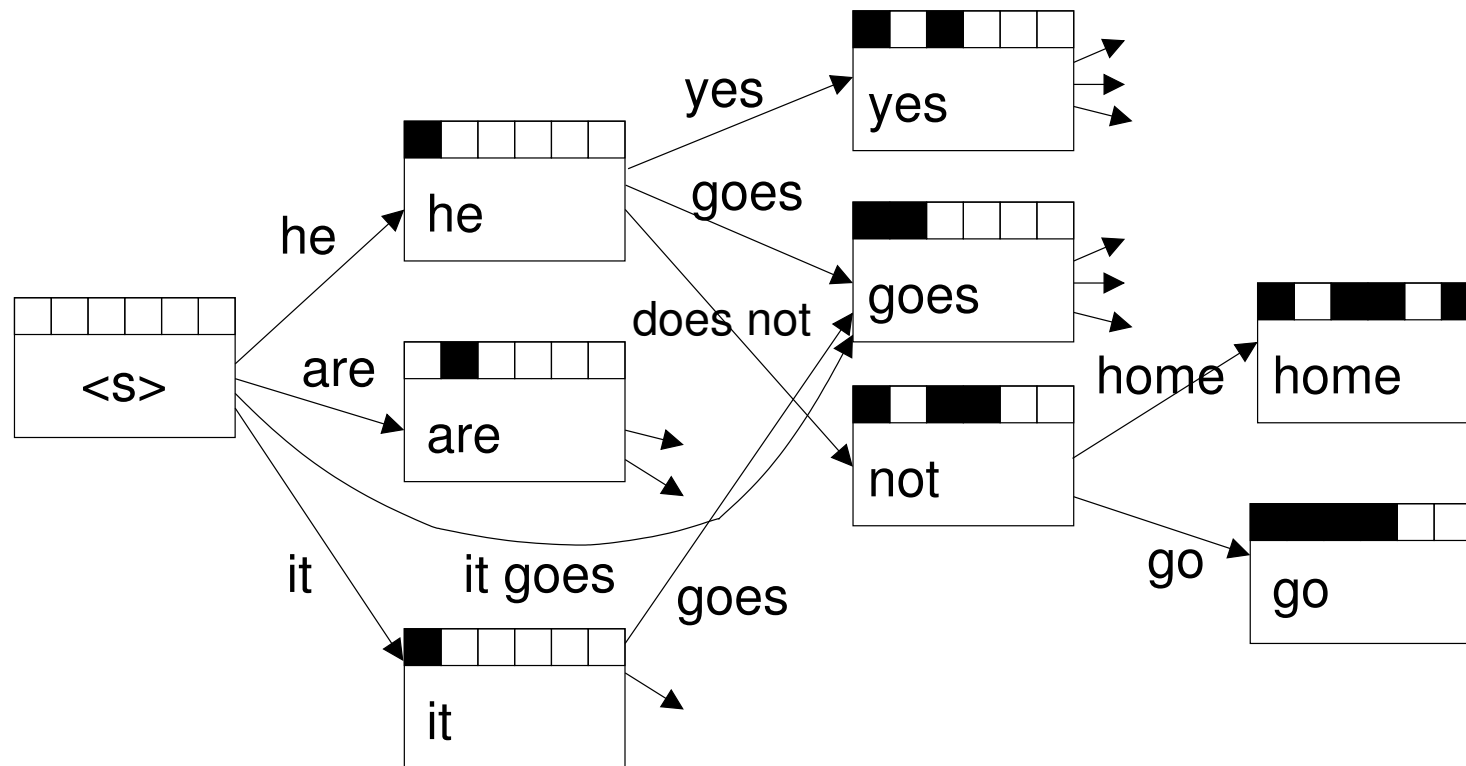 yes
yes
he
goes
he
goes
<s>
does not
are
home
home
are
not
it
it goes
goes
go
go
it